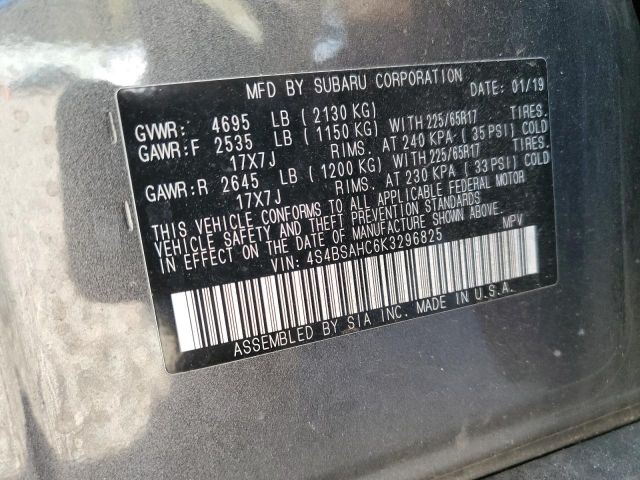 MFD BY SUBARU CORPORATION DATE: 01/19
GVWR: 4695 LB (2130 KG)
GAWR:F 2535 LB (1150 KG) WITH 225/65R17 TIRES.
17X7J RIMS. AT 240 KPA (35 PSI) COLD
GAWR:R 2645 LB (1200 KG) WITH 225/65R17 TIRES.
17X7J RIMS. AT 230 KPA (33 PSI) COLD
THIS VEHICLE CONFORMS TO ALL APPLICABLE FEDERAL MOTOR
VEHICLE SAFETY AND THEFT PREVENTION STANDARDS
IN EFFECT ON THE DATE OF MANUFACTURE SHOWN ABOVE.
VIN: 4S4BSAHC6K3296825 MPV
ASSEMBLED BY SIA INC. MADE IN U.S.A.